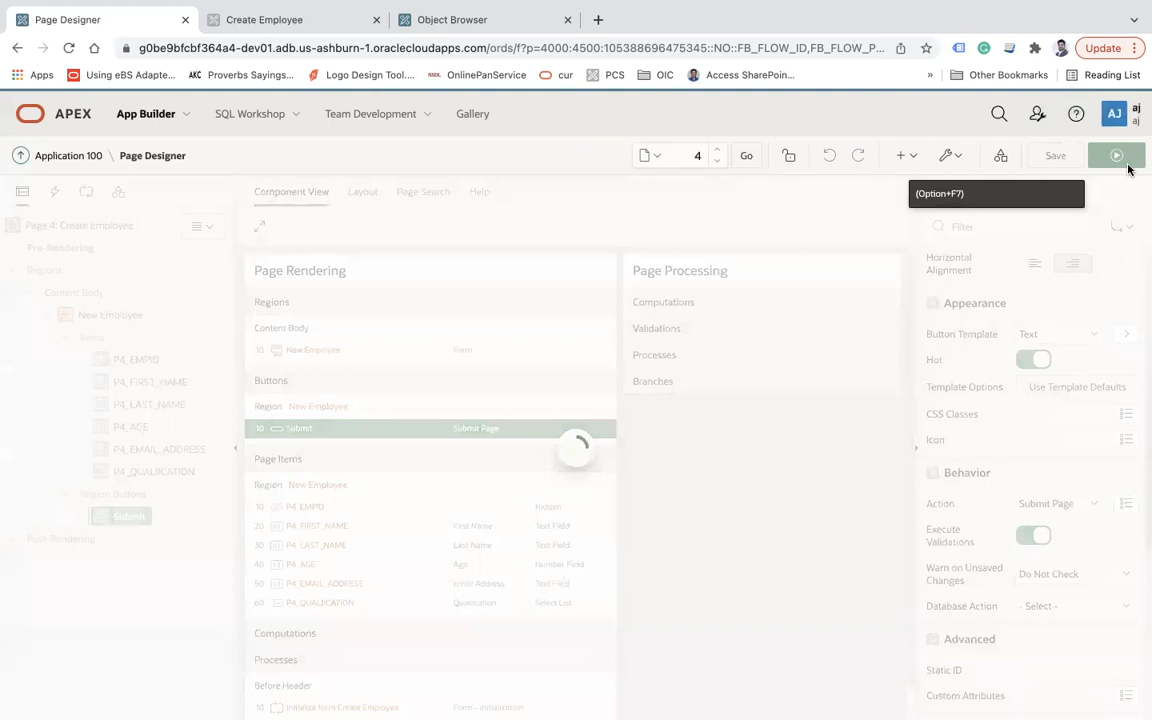 Page Designer
Create Employee
Object Browser
g0be9bfcbf364a4-dev01.adb.us-ashburn-1.oraclecloudapps.com/ords/f?p=4000:4500:105388696475345::NO::FB_FLOW_ID,FB_FLOW_P...
Update
Apps
Using eBS Adapte...
AKC
Proverbs Sayings...
Logo Design Tool....
OnlinePanService
cur
PCS
OIC
Access SharePoin...
»
Other Bookmarks
Reading List
APEX
App Builder
SQL Workshop
Team Development
Gallery
AJ
aj
aj
Application 100 \ Page Designer
4
Go
Save
(Option+F7)
Component View
Layout
Page Search
Help
Page 4: Create Employee
Pre-Rendering
Regions
Content Body
New Employee
Items
P4_EMPID
P4_FIRST_NAME
P4_LAST_NAME
P4_AGE
P4_EMAIL_ADDRESS
P4_QUALIICATION
Region Buttons
Submit
Post-Rendering
Page Rendering
Regions
Content Body
10 New Employee Form
Buttons
Region New Employee
10 Submit Submit Page
Page Items
Region New Employee
10 P4_EMPID Hidden
20 P4_FIRST_NAME First Name Text Field
30 P4_LAST_NAME Last Name Text Field
40 P4_AGE Age Number Field
50 P4_EMAIL_ADDRESS Email Address Text Field
60 P4_QUALIICATION Qualiication Select List
Computations
Processes
Before Header
10 Initialize form Create Employee Form - Initialization
Page Processing
Computations
Validations
Processes
Branches
Filter
Horizontal
Alignment
Appearance
Button Template Text
Hot
Template Options Use Template Defaults
CSS Classes
Icon
Behavior
Action Submit Page
Execute
Validations
Warn on Unsaved
Changes Do Not Check
Database Action - Select -
Advanced
Static ID
Custom Attributes